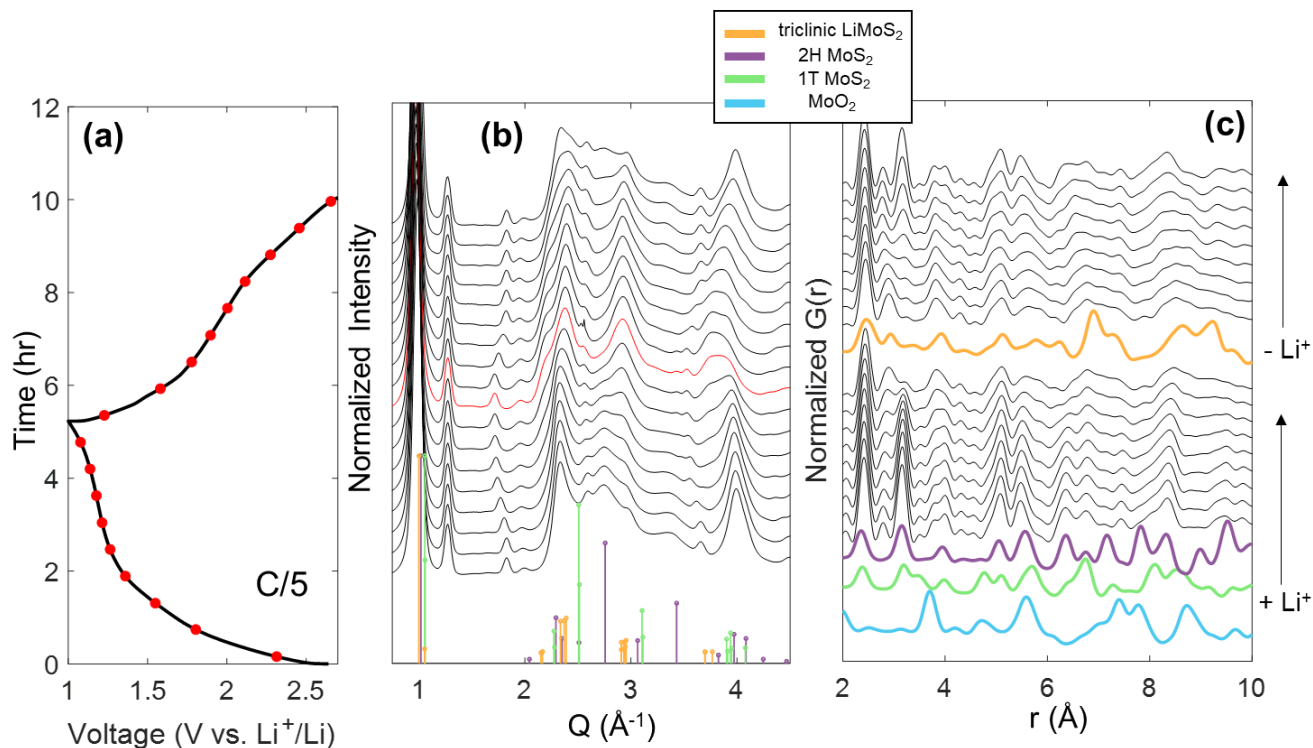 triclinic LiMoS₂
2H MoS₂
1T MoS₂
MoO₂
(a)
(b)
(c)
12
10
8
6
4
2
0
Time (hr)
C/5
1
1.5
2
2.5
Voltage (V vs. Li⁺/Li)
Normalized Intensity
1
2
3
4
Q (Å⁻¹)
Normalized G(r)
2
4
6
8
10
r (Å)
- Li⁺
+ Li⁺